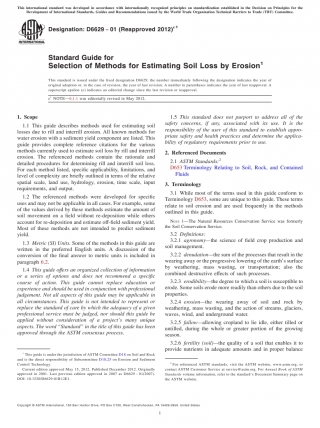 This international standard was developed in accordance with internationally recognized principles on standardization established in the Decision on Principles for the
Development of International Standards, Guides and Recommendations issued by the World Trade Organization Technical Barriers to Trade (TBT) Committee.
Designation: D6629 − 01 (Reapproved 2012)ε1
Standard Guide for
Selection of Methods for Estimating Soil Loss by Erosion1
This standard is issued under the fixed designation D6629; the number immediately following the designation indicates the year of
original adoption or, in the case of revision, the year of last revision. A number in parentheses indicates the year of last reapproval. A
superscript epsilon (ε) indicates an editorial change since the last revision or reapproval.
ε1 NOTE—6.1.1 was editorially revised in May 2012.
1. Scope
1.1 This guide describes methods used for estimating soil
losses due to rill and interrill erosion. All known methods for
water erosion with a sediment yield component are listed. This
guide provides complete reference citations for the various
methods currently used to estimate soil loss by rill and interrill
erosion. The referenced methods contain the rationale and
detailed procedures for determining rill and interrill soil loss.
For each method listed, specific applicability, limitations, and
level of complexity are briefly outlined in terms of the relative
spatial scale, land use, hydrology, erosion, time scale, input
requirements, and output.
1.2 The referenced methods were developed for specific
uses and may not be applicable in all cases. For example, some
of the values derived by these methods estimate the amount of
soil movement on a field without re-deposition while others
account for re-deposition and estimate off-field sediment yield.
Most of these methods are not intended to predict sediment
yield.
1.3 Metric (SI) Units. Some of the methods in this guide are
written in the preferred English units. A discussion of the
conversion of the final answer to metric units is included in
paragraph 6.2.
1.4 This guide offers an organized collection of information
or a series of options and does not recommend a specific
course of action. This guide cannot replace education or
experience and should be used in conjunction with professional
judgement. Not all aspects of this guide may be applicable in
all circumstances. This guide is not intended to represent or
replace the standard of care by which the adequacy of a given
professional service must be judged, nor should this guide be
applied without consideration of a project's many unique
aspects. The word "Standard" in the title of this guide has been
approved through the ASTM consensus process.
1.5 This standard does not purport to address all of the
safety concerns, if any, associated with its use. It is the
responsibility of the user of this standard to establish appro-
priate safety and health practices and determine the applica-
bility of regulatory requirements prior to use.
2. Referenced Documents
2.1 ASTM Standards:2
D653 Terminology Relating to Soil, Rock, and Contained
Fluids
3. Terminology
3.1 While most of the terms used in this guide conform to
Terminology D653, some are unique to this guide. These terms
relate to soil erosion and are used frequently in the methods
outlined in this guide.
NOTE 1—The Natural Resources Conservation Service was formerly
the Soil Conservation Service.
3.2 Definitions:
3.2.1 agronomy—the science of field crop production and
soil management.
3.2.2 denudation—the sum of the processes that result in the
wearing away or the progressive lowering of the earth's surface
by weathering, mass wasting, or transportation; also the
combined destructive effects of such processes.
3.2.3 erodibility—the degree to which a soil is susceptible to
erode. Some soils erode more readily than others due to the soil
properties.
3.2.4 erosion—the wearing away of soil and rock by
weathering, mass wasting, and the action of streams, glaciers,
waves, wind, and underground water.
3.2.5 fallow—allowing cropland to lie idle, either tilled or
untilled, during the whole or greater portion of the growing
season.
3.2.6 fertility (soil)—the quality of a soil that enables it to
provide nutrients in adequate amounts and in proper balance
1 This guide is under the jurisdiction of ASTM Committee D18 on Soil and Rock
and is the direct responsibility of Subcommittee D18.25 on Erosion and Sediment
Control Technology.
Current edition approved May 15, 2012. Published December 2012. Originally
approved in 2001. Last previous edition approved in 2007 as D6629 – 01(2007).
2 For referenced ASTM standards, visit the ASTM website, www.astm.org, or
contact ASTM Customer Service at service@astm.org. For Annual Book of ASTM
Standards volume information, refer to the standard's Document Summary page on
the ASTM website.
Copyright © ASTM International, 100 Barr Harbor Drive, PO Box C700, West Conshohocken, PA 19428-2959. United States
1